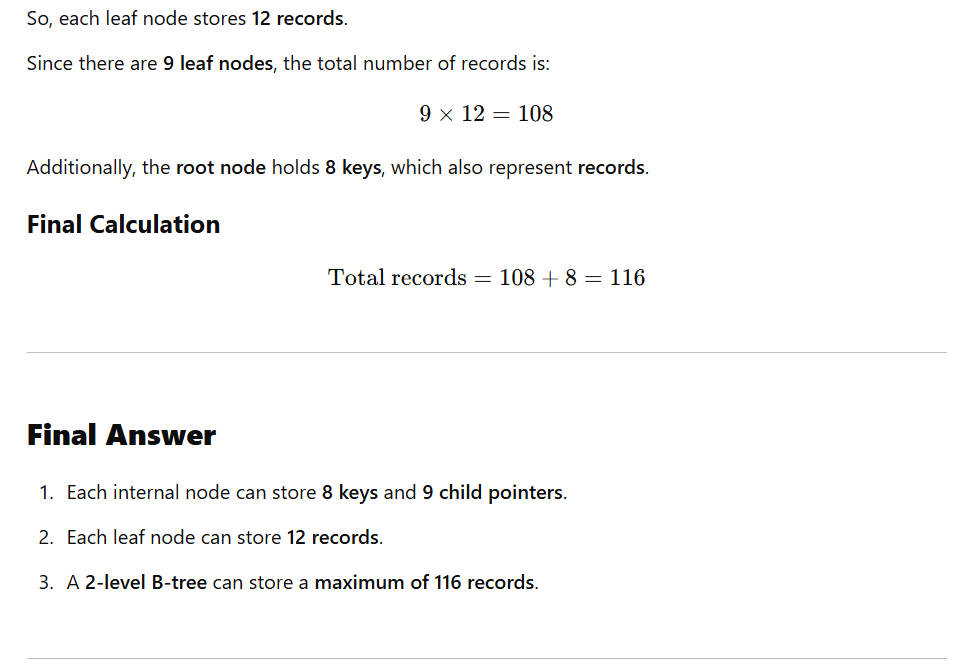 So, each leaf node stores 12 records.
Since there are 9 leaf nodes, the total number of records is:
9 × 12 = 108
Additionally, the root node holds 8 keys, which also represent records.
Final Calculation
Total records = 108 + 8 = 116
Final Answer
1. Each internal node can store 8 keys and 9 child pointers.
2. Each leaf node can store 12 records.
3. A 2-level B-tree can store a maximum of 116 records.